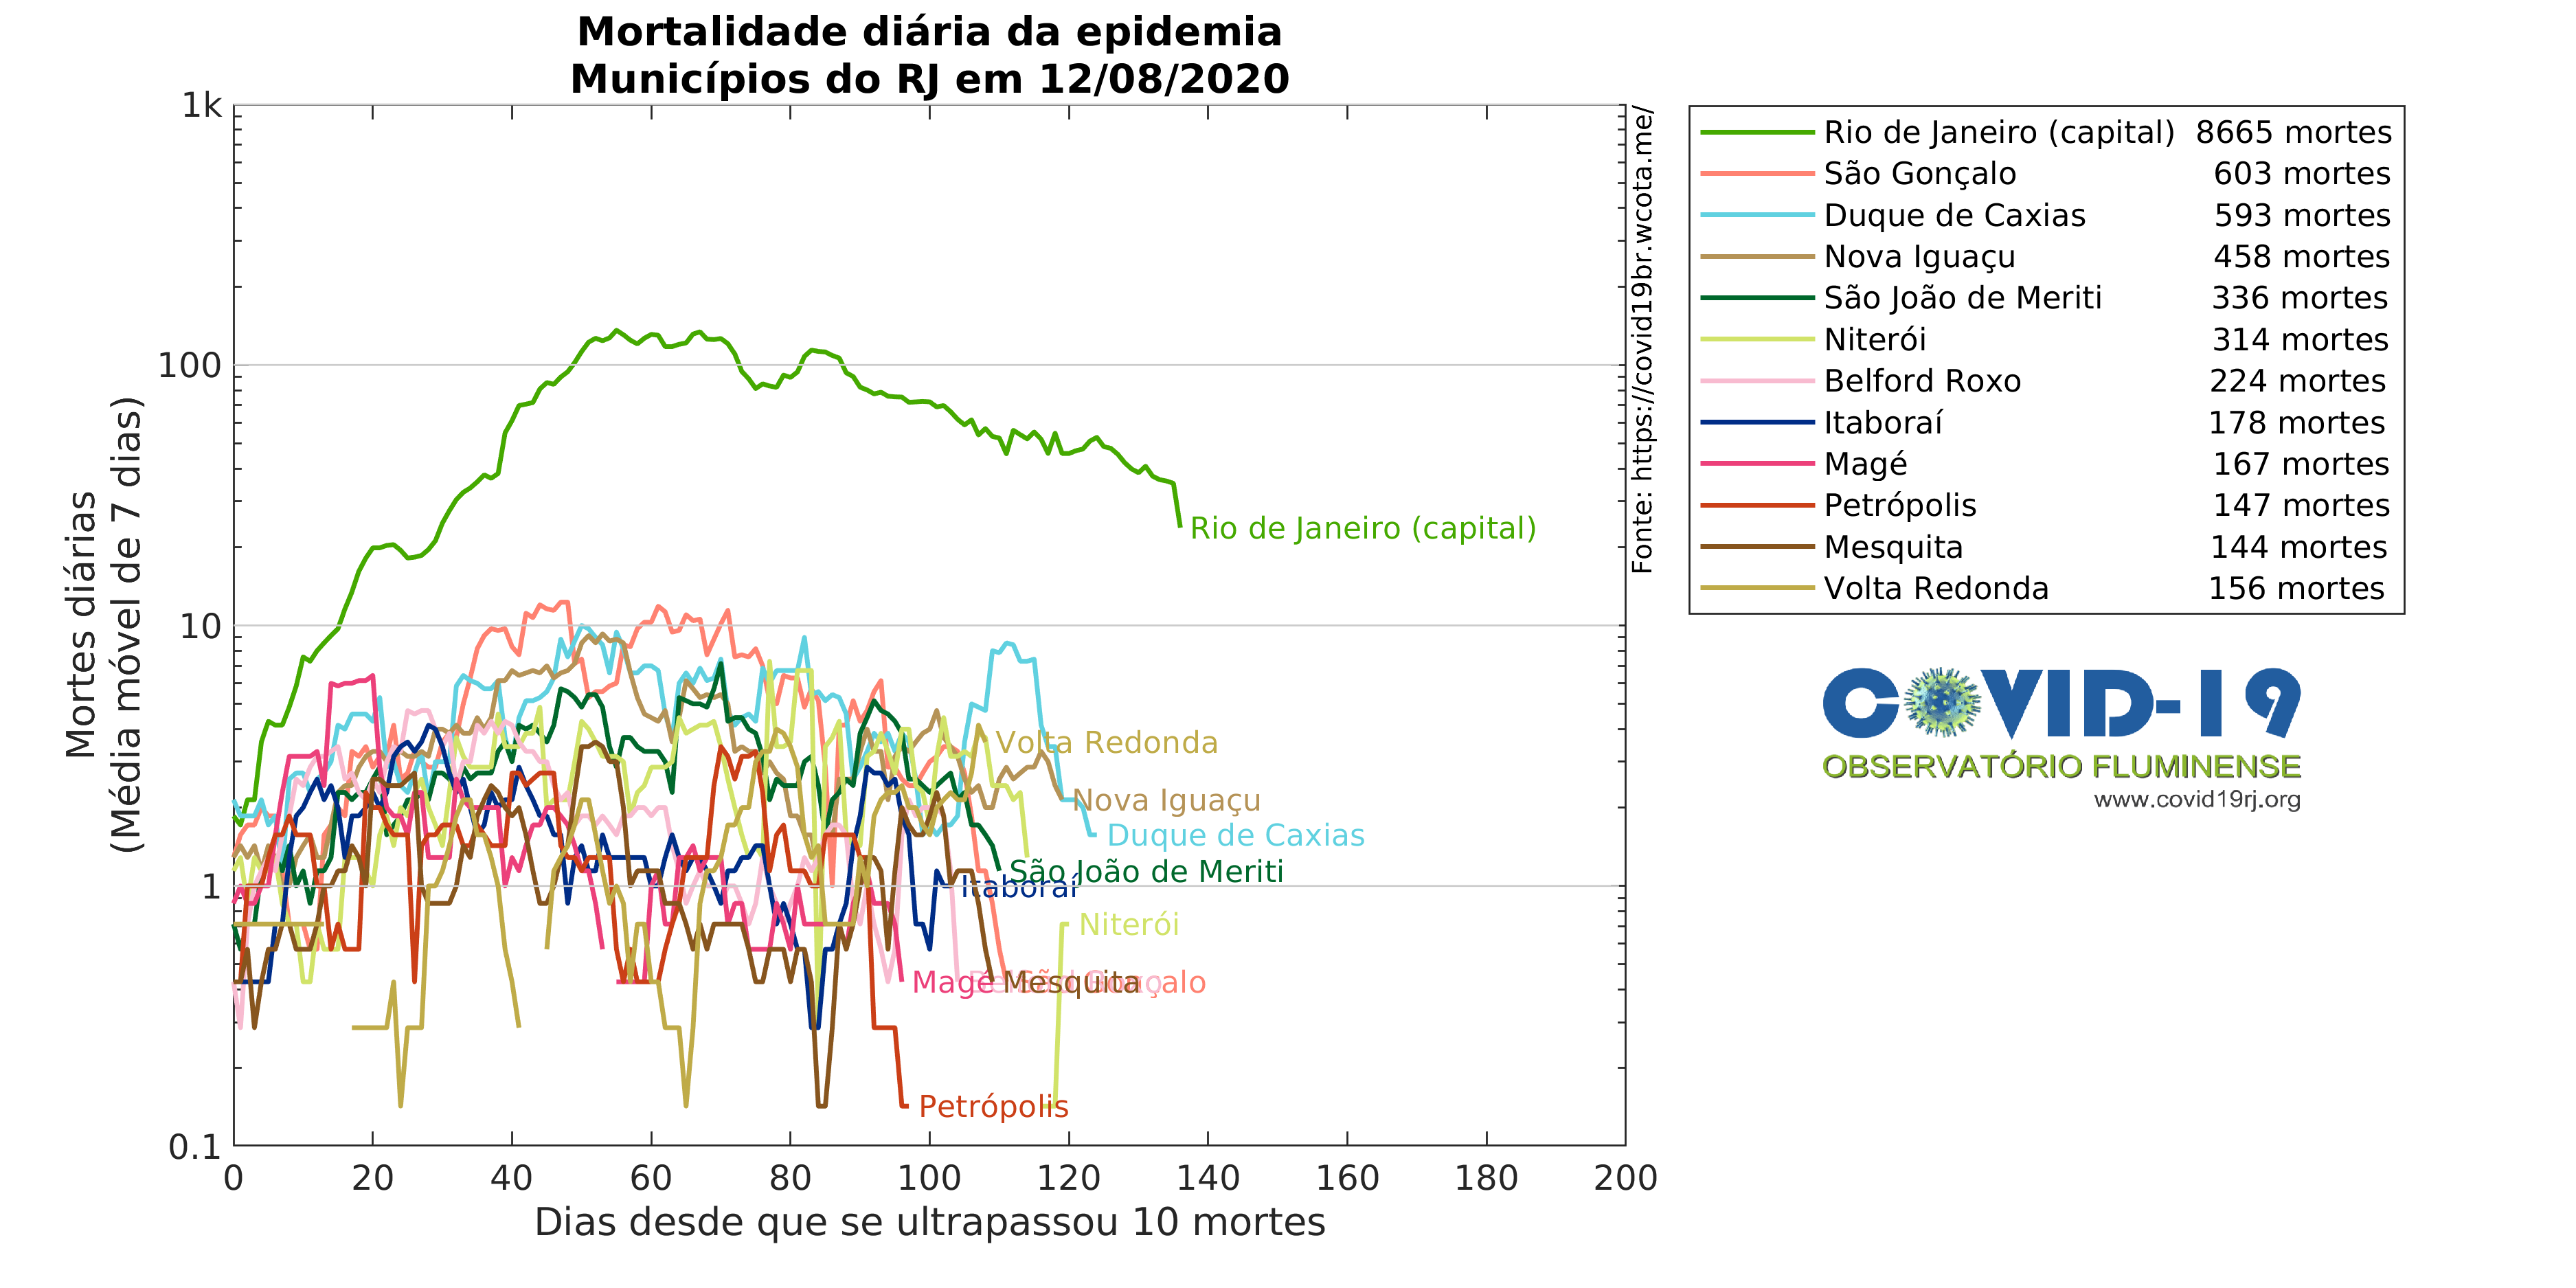 Mortalidade diária da epidemia
Municípios do RJ em 12/08/2020
Mortes diárias
(Média móvel de 7 dias)
1k
100
10
1
0.1
0 20 40 60 80 100 120 140 160 180 200
Dias desde que se ultrapassou 10 mortes
Rio de Janeiro (capital)
Volta Redonda
Nova Iguaçu
Duque de Caxias
São João de Meriti
Itaboraí
Niterói
Magé
Mesquita
São Gonçalo
Petrópolis
Fonte: https://covid19br.wcota.me/
Rio de Janeiro (capital) 8665 mortes
São Gonçalo 603 mortes
Duque de Caxias 593 mortes
Nova Iguaçu 458 mortes
São João de Meriti 336 mortes
Niterói 314 mortes
Belford Roxo 224 mortes
Itaboraí 178 mortes
Magé 167 mortes
Petrópolis 147 mortes
Mesquita 144 mortes
Volta Redonda 156 mortes
COVID-19
OBSERVATÓRIO FLUMINENSE
www.covid19rj.org